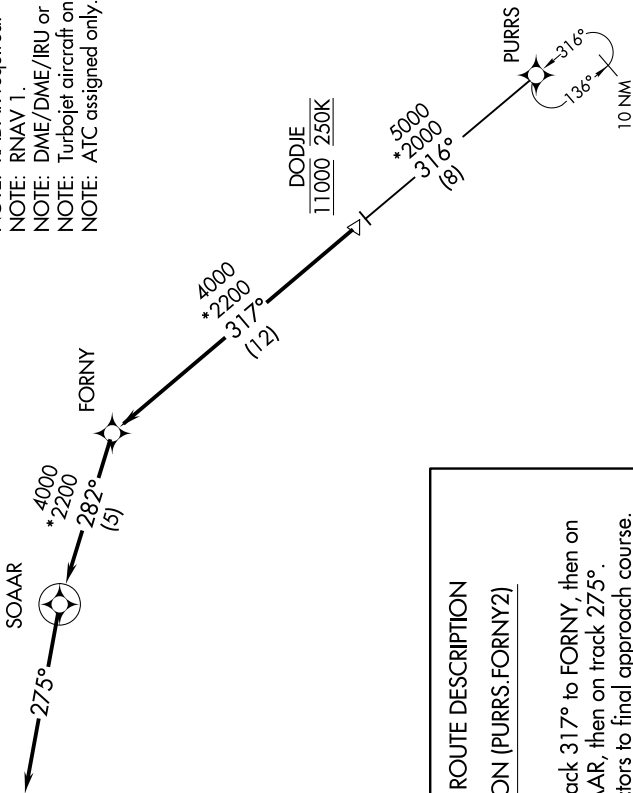 NOTE: RNAV 1.
NOTE: DME/DME/IRU or
NOTE: Turbojet aircraft on
NOTE: ATC assigned only.
PURRS
316°
136°
10 NM
DODJE
11000 250K
5000
*2000
316°
(8)
4000
*2200
317°
(12)
FORNY
4000
*2200
282°
(5)
SOAAR
275°
ROUTE DESCRIPTION
ON (PURRS.FORNY2)
ack 317° to FORNY, then on
AAR, then on track 275°.
ctors to final approach course.